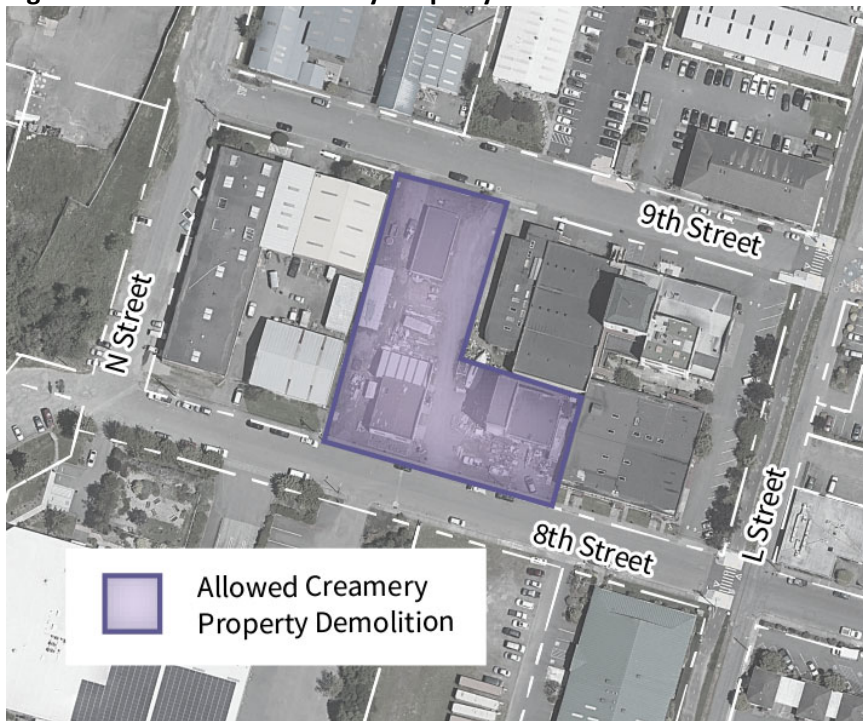 9th Street
N Street
8th Street
L Street
Allowed Creamery
Property Demolition